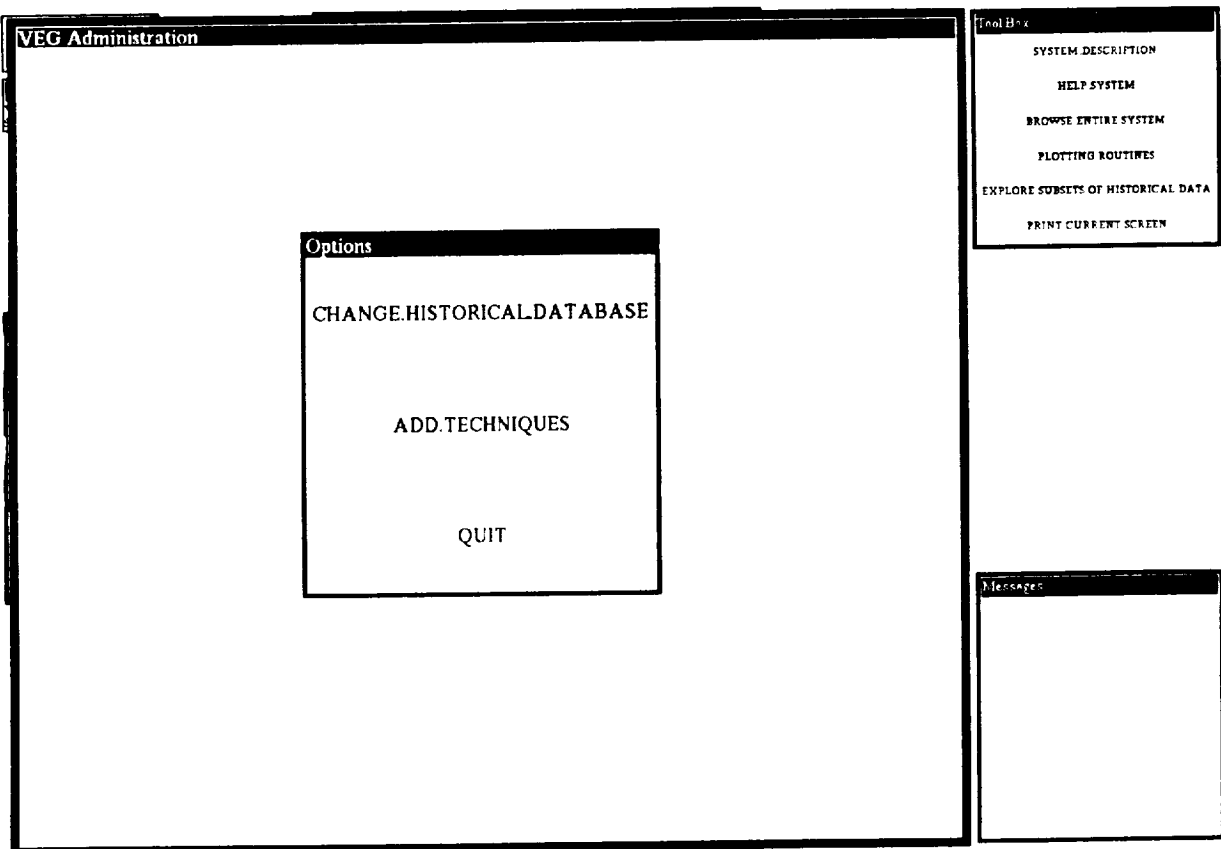 VEG Administration
Options
CHANGE.HISTORICAL.DATABASE
ADD.TECHNIQUES
QUIT
Tool Box
SYSTEM.DESCRIPTION
HELP.SYSTEM
BROWSE ENTIRE SYSTEM
PLOTTING ROUTINES
EXPLORE SUBSETS OF HISTORICAL DATA
PRINT CURRENT SCREEN
Messages